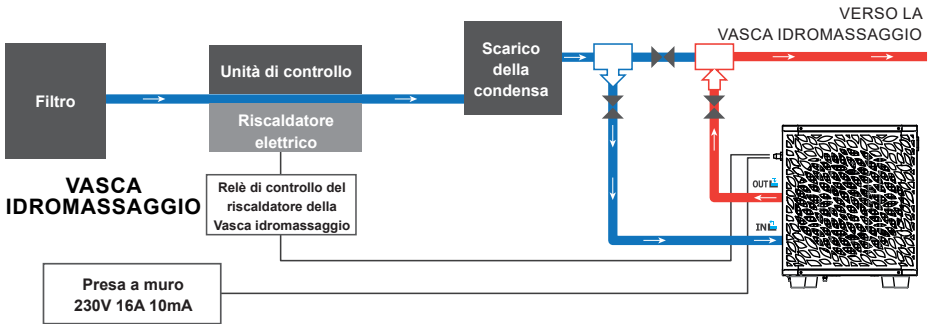 VERSO LA
VASCA IDROMASSAGGIO
Filtro
Unità di controllo
Riscaldatore
elettrico
Scarico
della
condensa
VASCA
IDROMASSAGGIO
Relè di controllo del
riscaldatore della
Vasca idromassaggio
OUT
IN
Presa a muro
230V 16A 10mA